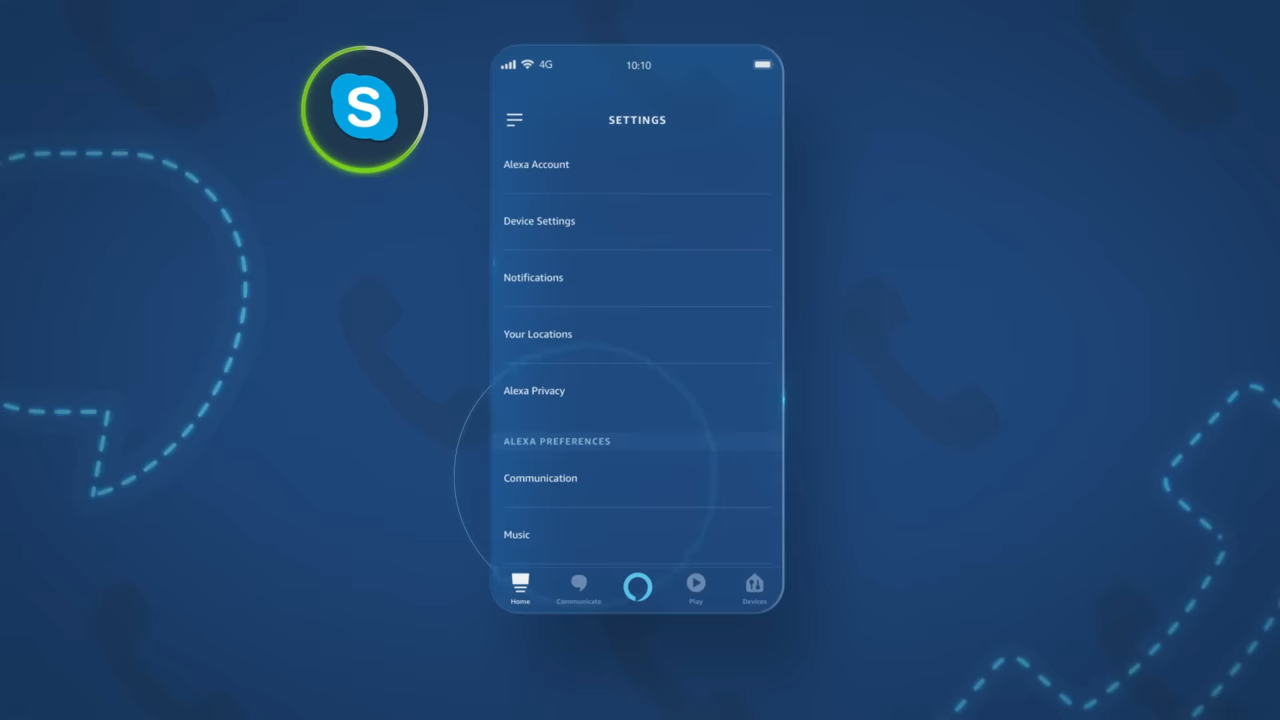 S
4G
10:10
SETTINGS
Alexa Account
Device Settings
Notifications
Your Locations
Alexa Privacy
ALEXA PREFERENCES
Communication
Music
Home
Communicate
Play
Devices